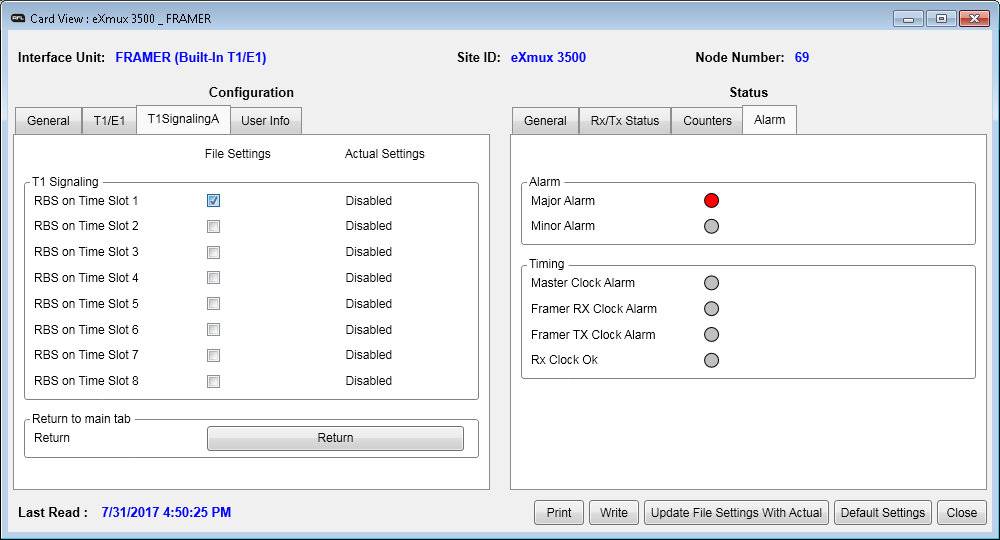 AFL Card View : eXmux 3500 _ FRAMER
Interface Unit: FRAMER (Built-In T1/E1) Site ID: eXmux 3500 Node Number: 69
Configuration
General T1/E1 T1SignalingA User Info
File Settings Actual Settings
T1 Signaling
RBS on Time Slot 1 Disabled
RBS on Time Slot 2 Disabled
RBS on Time Slot 3 Disabled
RBS on Time Slot 4 Disabled
RBS on Time Slot 5 Disabled
RBS on Time Slot 6 Disabled
RBS on Time Slot 7 Disabled
RBS on Time Slot 8 Disabled
Return to main tab
Return Return
Status
General Rx/Tx Status Counters Alarm
Alarm
Major Alarm
Minor Alarm
Timing
Master Clock Alarm
Framer RX Clock Alarm
Framer TX Clock Alarm
Rx Clock Ok
Last Read : 7/31/2017 4:50:25 PM
Print Write Update File Settings With Actual Default Settings Close